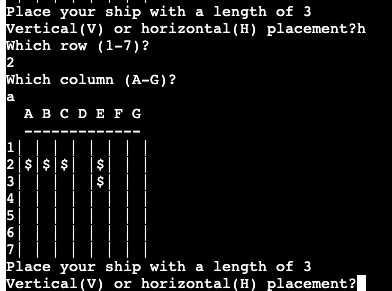 Place your ship with a length of 3
Vertical(V) or horizontal(H) placement?h
Which row (1-7)?
2
Which column (A-G)?
a
  A B C D E F G
  -------------
1| | | | | | | |
2|$|$|$| |$| | |
3| | | | |$| | |
4| | | | | | | |
5| | | | | | | |
6| | | | | | | |
7| | | | | | | |
Place your ship with a length of 3
Vertical(V) or horizontal(H) placement?